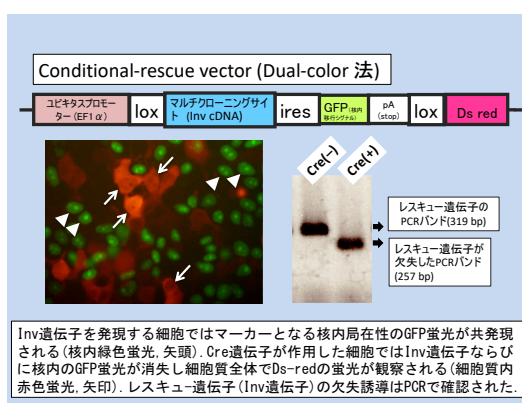 Conditional-rescue vector (Dual-color 法)
ユビキタスプロモー
ター(EF1α)
lox
マルチクローニングサイ
ト (Inv cDNA)
ires
GFP(核内
移行シグナル)
pA
(stop)
lox
Ds red
Cre(-)
Cre(+)
レスキュー遺伝子の
PCRバンド(319 bp)
レスキュー遺伝子が
欠失したPCRバンド
(257 bp)
Inv遺伝子を発現する細胞ではマーカーとなる核内局在性のGFP蛍光が共発現
される(核内緑色蛍光,矢頭).Cre遺伝子が作用した細胞ではInv遺伝子ならび
に核内のGFP蛍光が消失し細胞質全体でDs-redの蛍光が観察される(細胞質内
赤色蛍光,矢印).レスキュ-遺伝子(Inv遺伝子)の欠失誘導はPCRで確認された.